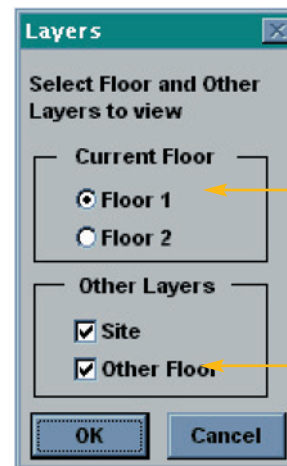 Layers
Select Floor and Other
Layers to view
Current Floor
Floor 1
Floor 2
Other Layers
Site
Other Floor
OK Cancel